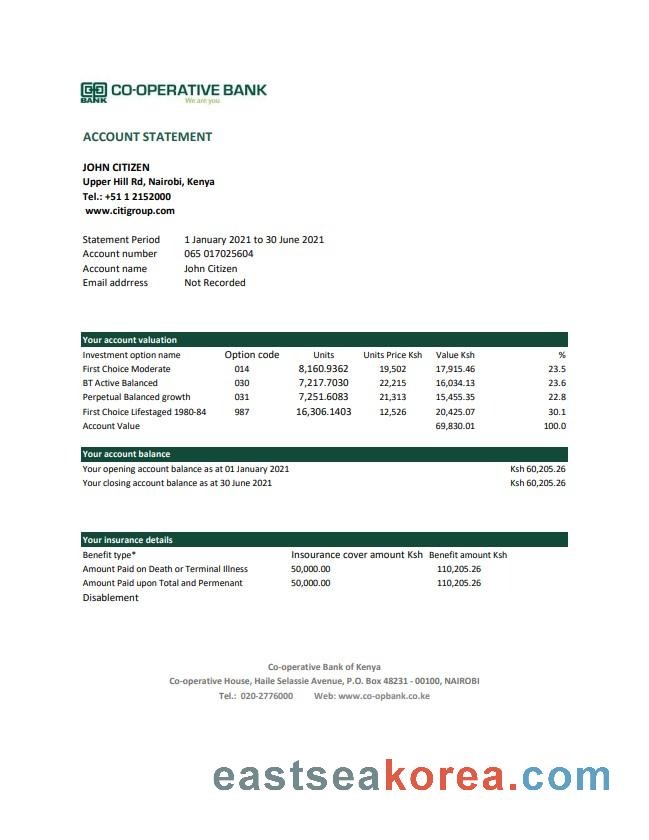 CO-OPERATIVE BANK
BANK
We are you
ACCOUNT STATEMENT
JOHN CITIZEN
Upper Hill Rd, Nairobi, Kenya
Tel.: +51 1 2152000
www.citigroup.com
Statement Period 1 January 2021 to 30 June 2021
Account number 065 017025604
Account name John Citizen
Email addrress Not Recorded
Your account valuation
Investment option name Option code Units Units Price Ksh Value Ksh %
First Choice Moderate 014 8,160.9362 19,502 17,915.46 23.5
BT Active Balanced 030 7,217.7030 22,215 16,034.13 23.6
Perpetual Balanced growth 031 7,251.6083 21,313 15,455.35 22.8
First Choice Lifestaged 1980-84 987 16,306.1403 12,526 20,425.07 30.1
Account Value 69,830.01 100.0
Your account balance
Your opening account balance as at 01 January 2021 Ksh 60,205.26
Your closing account balance as at 30 June 2021 Ksh 60,205.26
Your insurance details
Benefit type* Insourance cover amount Ksh Benefit amount Ksh
Amount Paid on Death or Terminal Illness 50,000.00 110,205.26
Amount Paid upon Total and Permenant 50,000.00 110,205.26
Disablement
Co-operative Bank of Kenya
Co-operative House, Haile Selassie Avenue, P.O. Box 48231 - 00100, NAIROBI
Tel.: 020-2776000 Web: www.co-opbank.co.ke
eastseakorea.com